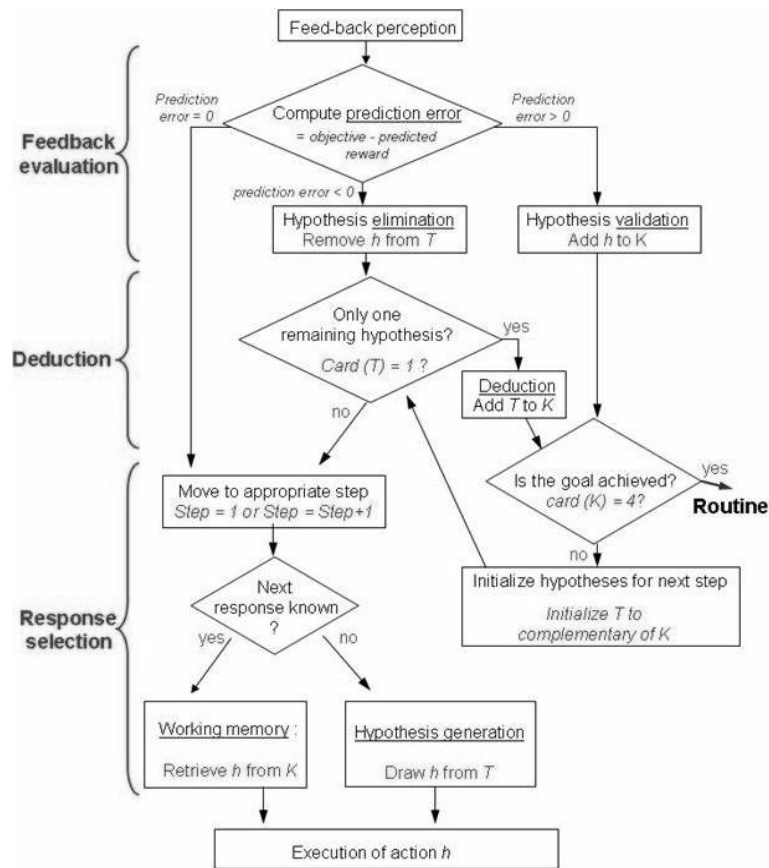 Feed-back perception
Prediction
error = 0
Compute prediction error
= objective - predicted
reward
Prediction
error > 0
Feedback
evaluation
prediction error < 0
Hypothesis elimination
Remove h from T
Hypothesis validation
Add h to K
Only one
remaining hypothesis?
Card (T) = 1 ?
yes
Deduction
Deduction
Add T to K
no
Is the goal achieved?
card (K) = 4?
yes
Routine
Move to appropriate step
Step = 1 or Step = Step+1
no
Initialize hypotheses for next step
Initialize T to
complementary of K
Next
response known
?
Response
selection
yes
no
Working memory :
Retrieve h from K
Hypothesis generation
Draw h from T
Execution of action h